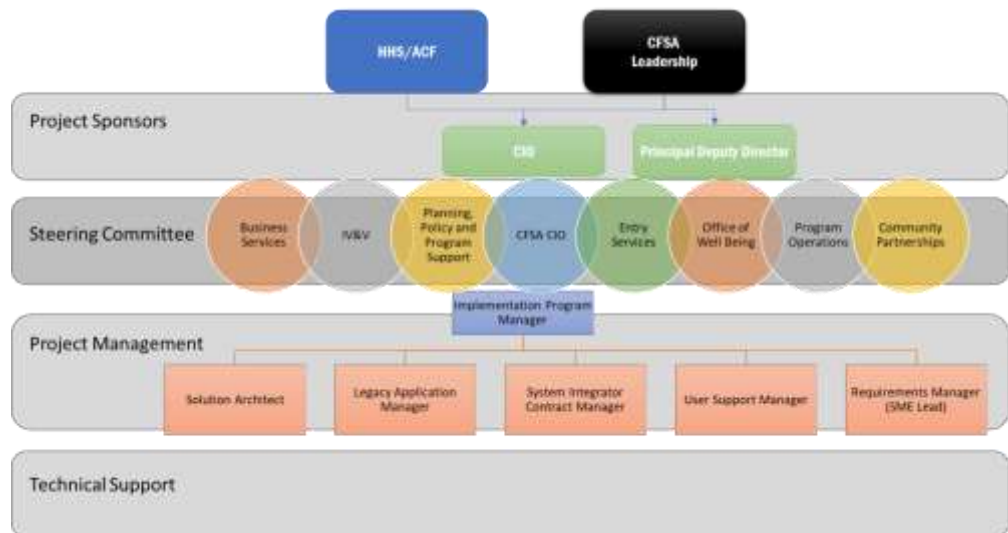 HHS/ACF
CFSA
Leadership
Project Sponsors
CIO
Principal Deputy Director
Steering Committee
Business
Services
IV&V
Planning,
Policy and
Program
Support
CFSA CIO
Entry
Services
Office of
Well Being
Program
Operations
Community
Partnerships
Implementation Program
Manager
Project Management
Solution Architect
Legacy Application
Manager
System Integrator
Contract Manager
User Support Manager
Requirements Manager
(SME Lead)
Technical Support